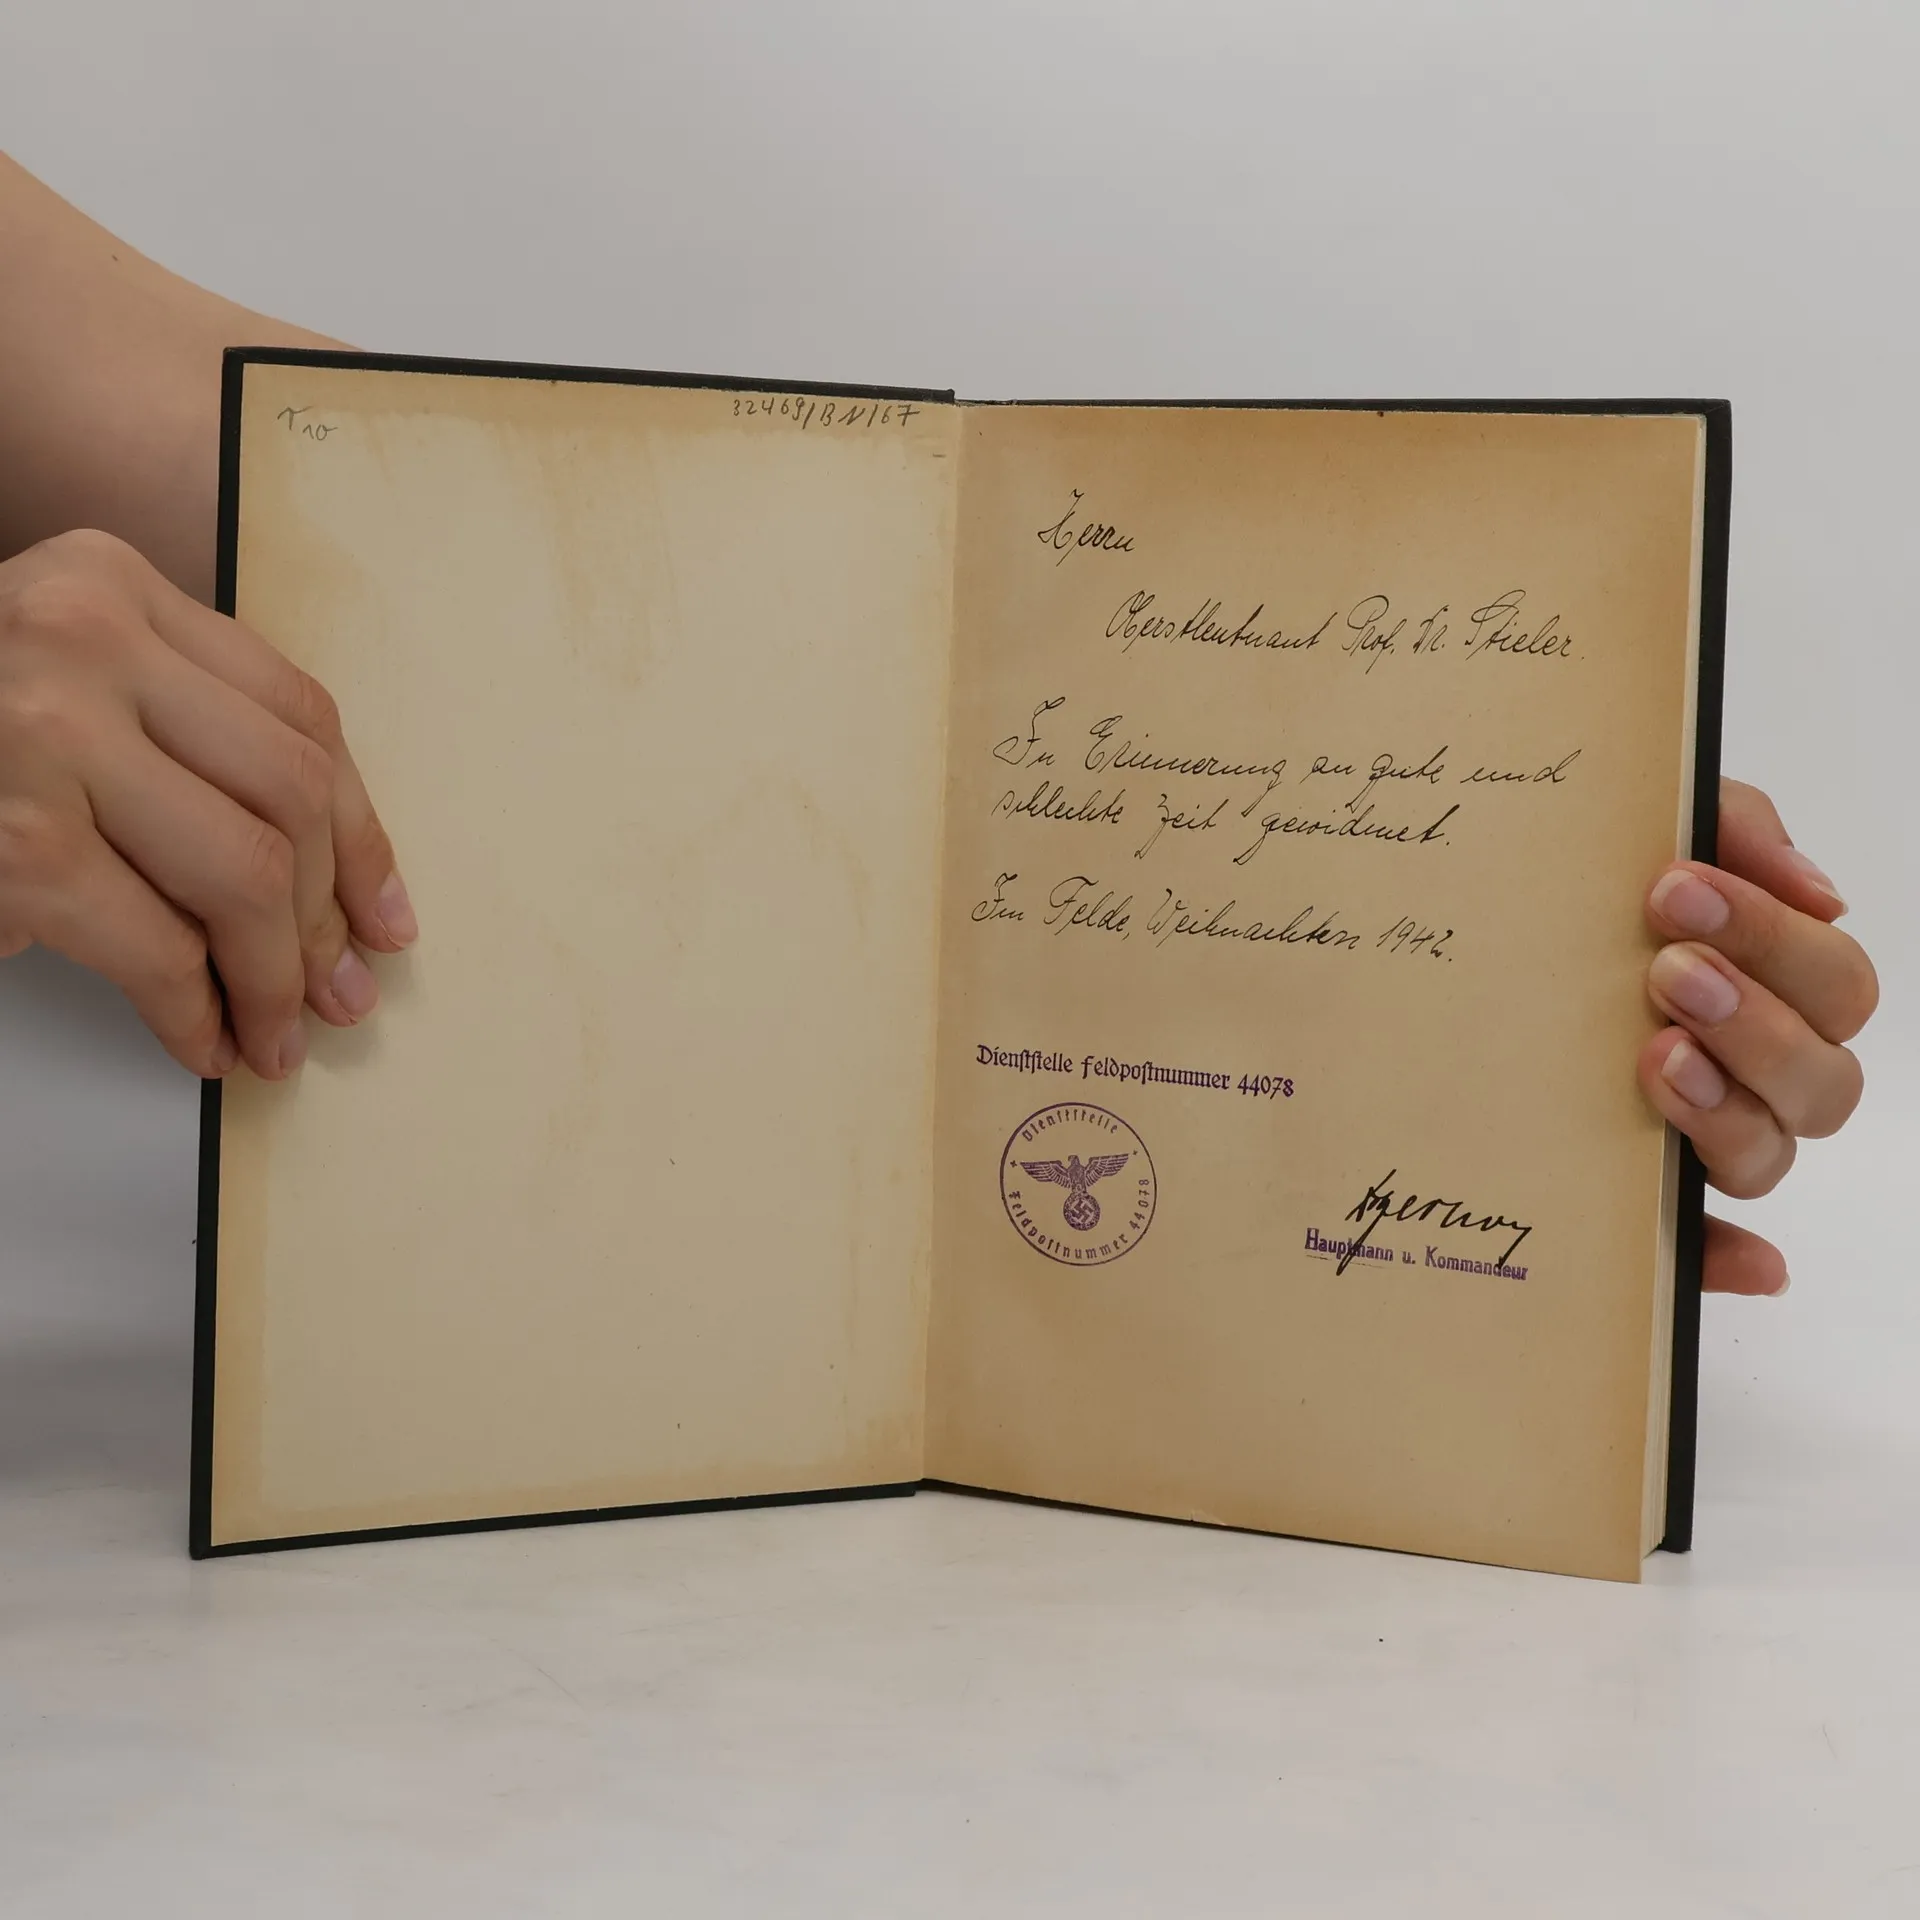 T 10
32469/BN/67
Herrn
Oberstleutnant Prof. Dr. Stieler.
In Erinnerung an gute und
schlechte Zeit gewidmet.
Im Felde, Weihnachten 1942.
Dienſtſtelle Feldpoſtnummer 44078
Dienſtſtelle
Feldpoſtnummer 44078
Hauptmann u. Kommandeur